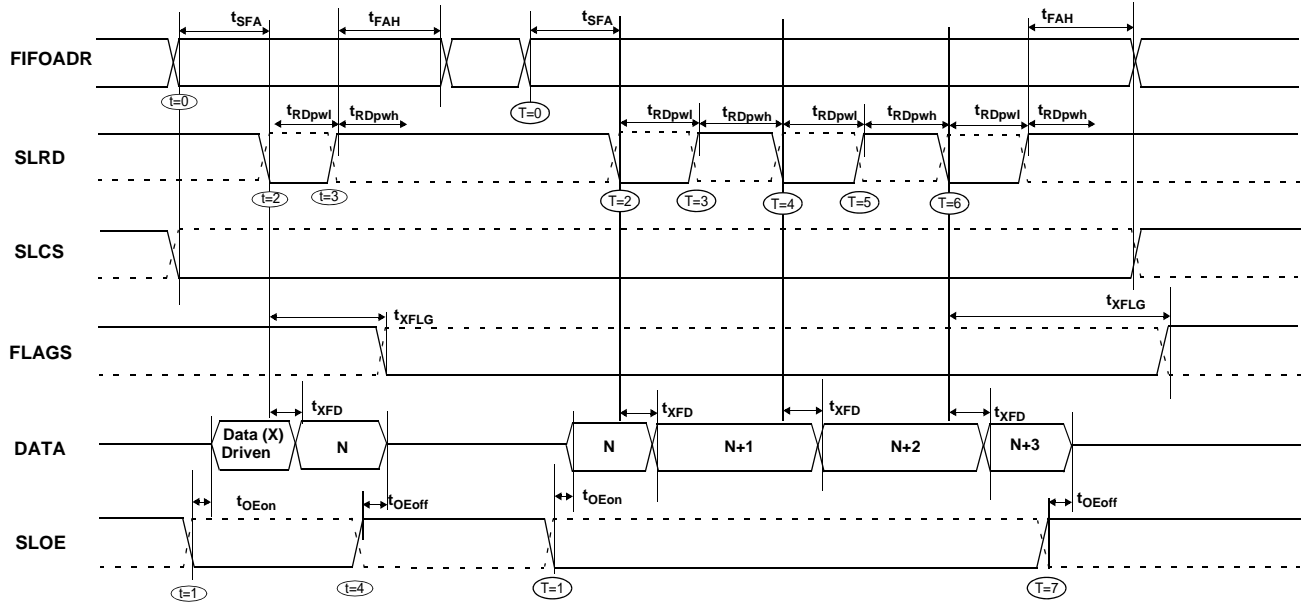 tSFA tFAH tSFA tFAH
FIFOADR
t=0 T=0
tRDpwl tRDpwh tRDpwl tRDpwh tRDpwl tRDpwh tRDpwl tRDpwh
SLRD
t=2 t=3 T=2 T=3 T=4 T=5 T=6
SLCS
tXFLG tXFLG
FLAGS
tXFD tXFD tXFD tXFD
DATA
Data (X)
Driven
N N N+1 N+2 N+3
tOEon tOEoff tOEon tOEoff
SLOE
t=1 t=4 T=1 T=7